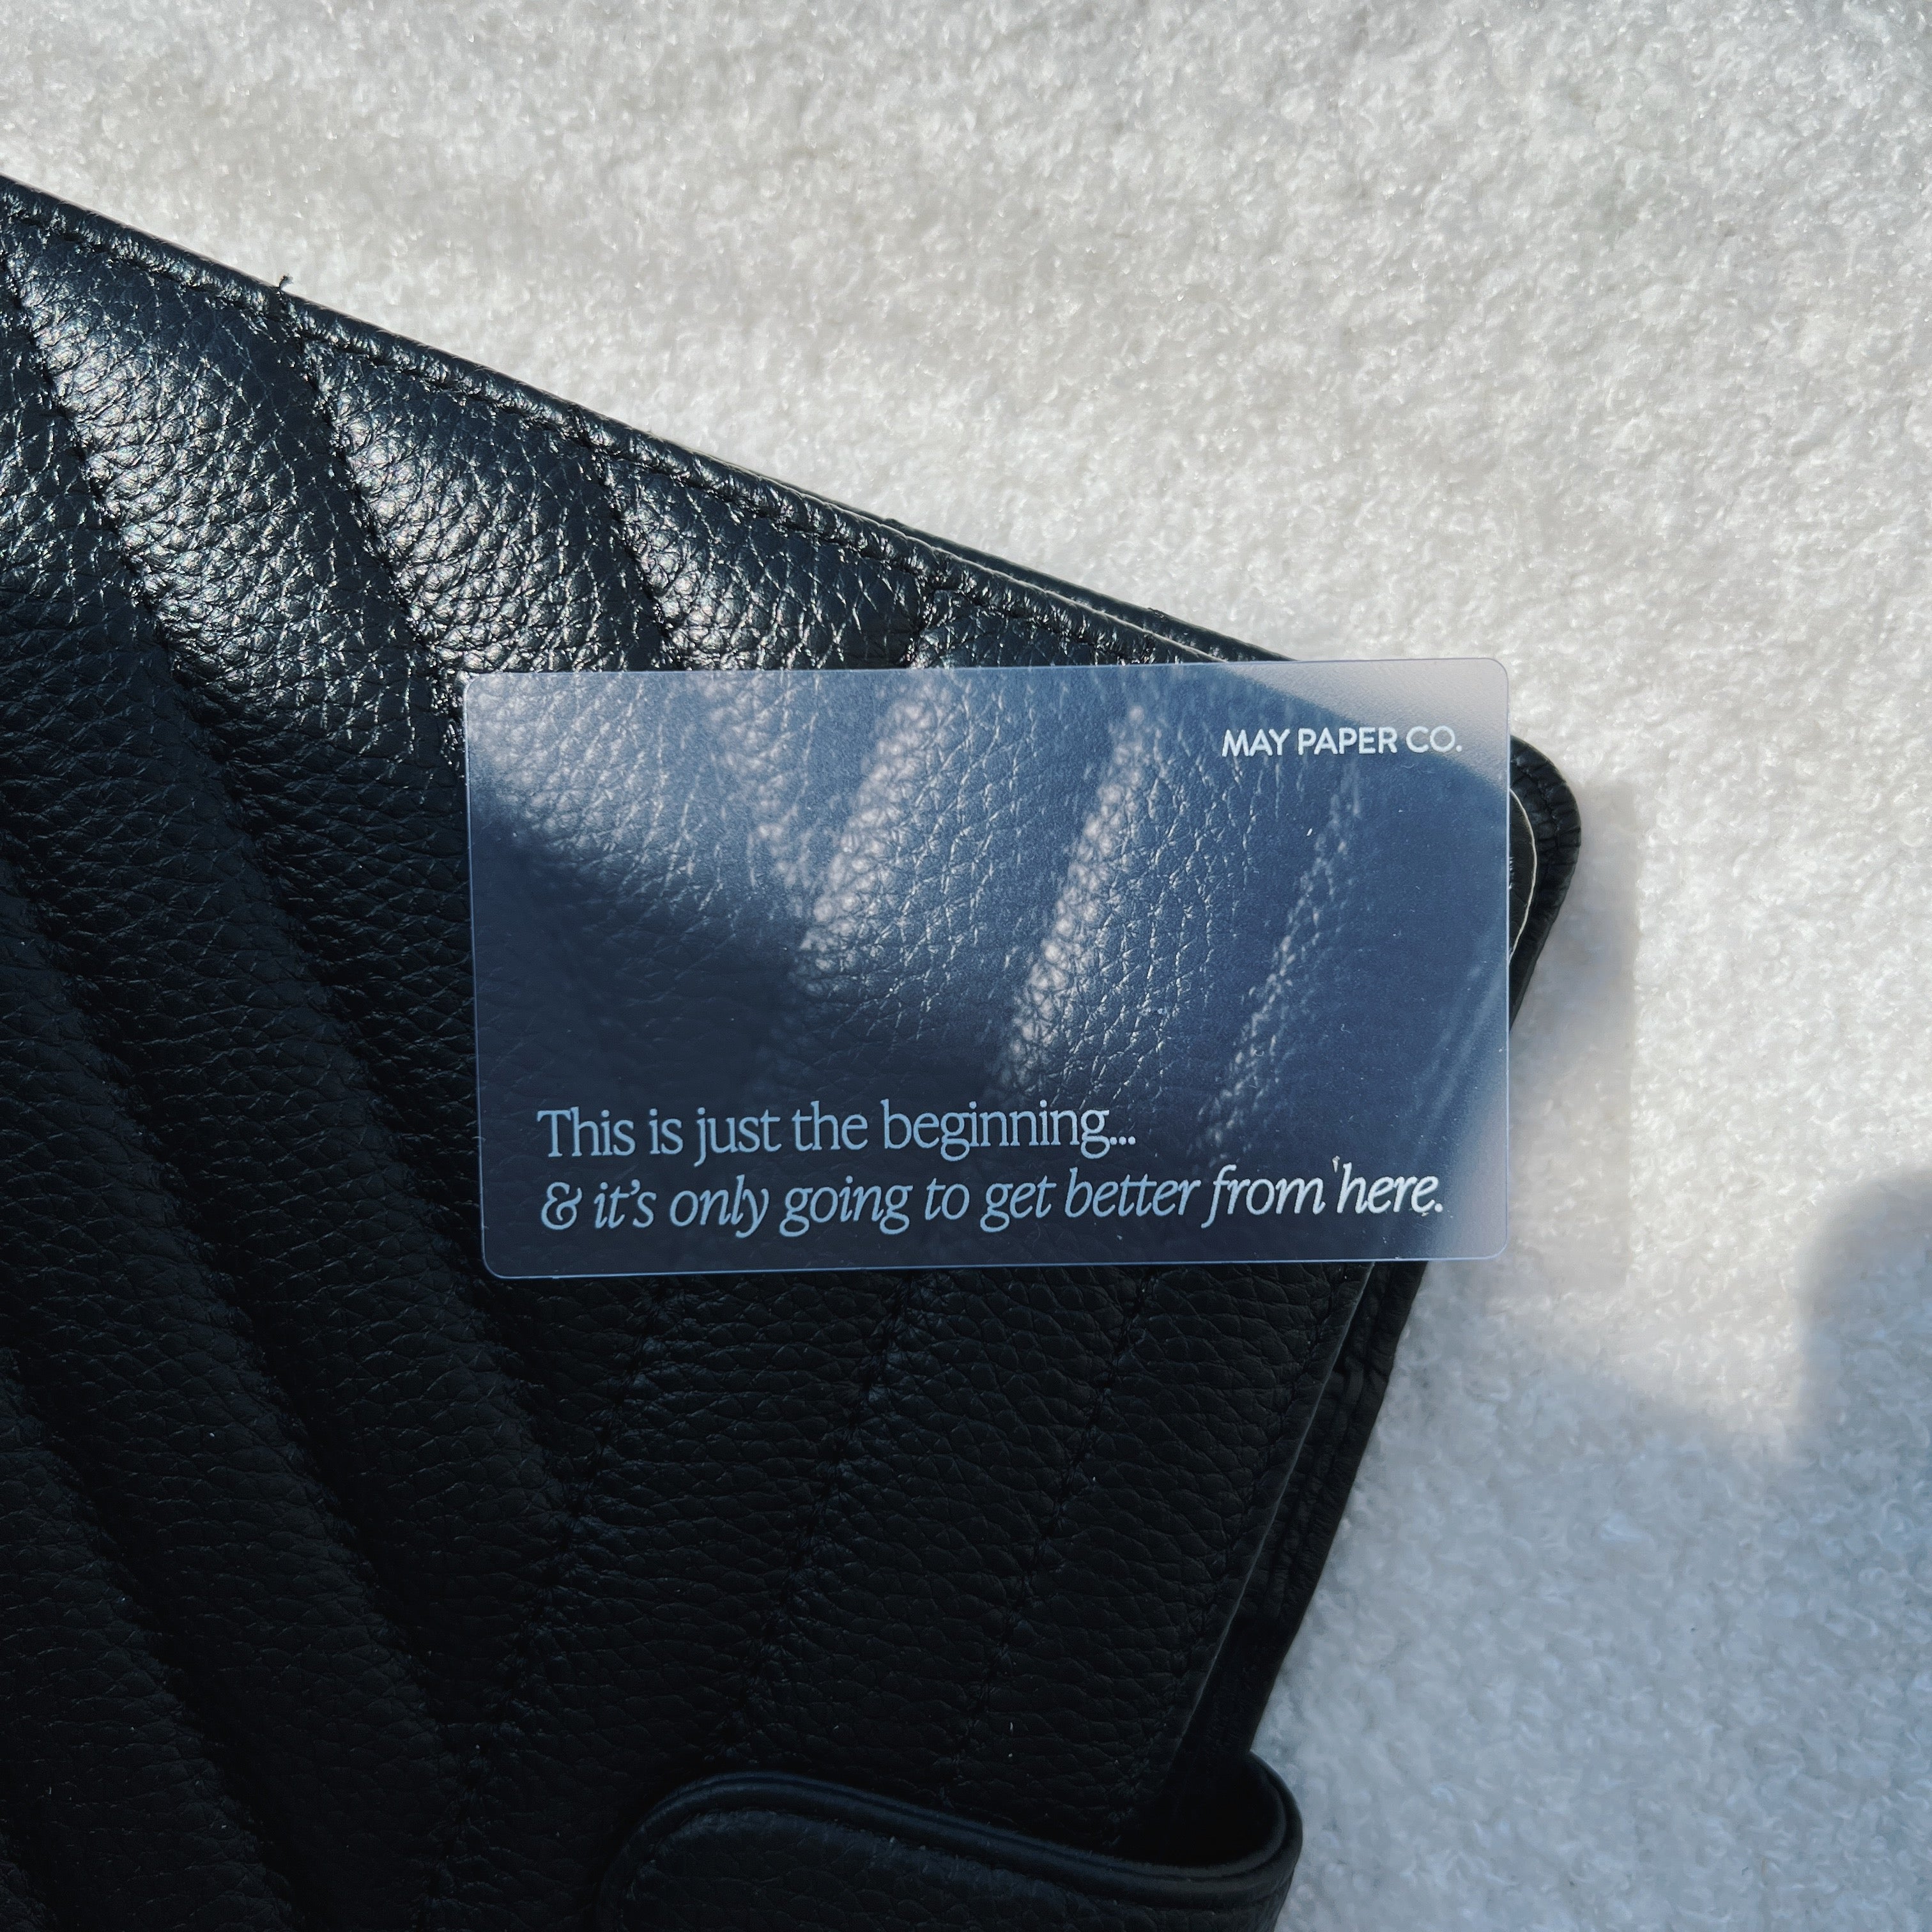 MAY PAPER CO.
This is just the beginning...
& it's only going to get better from here.